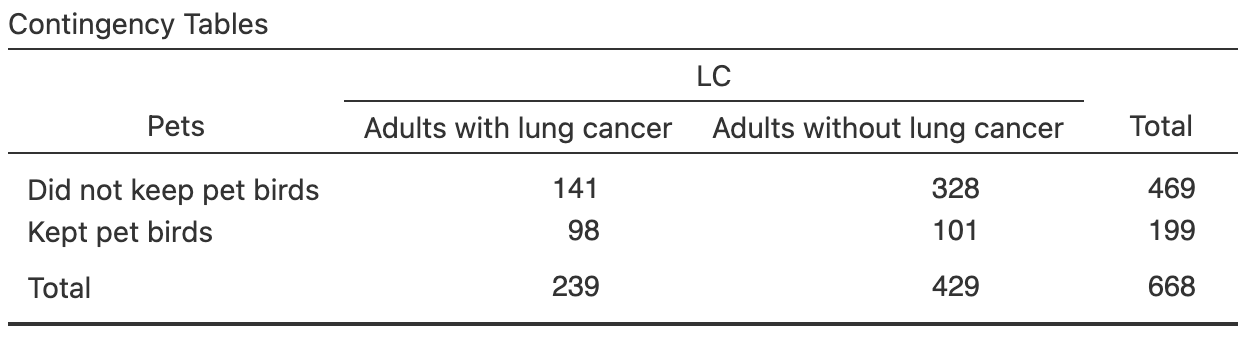 Contingency Tables
LC
Pets Adults with lung cancer Adults without lung cancer Total
Did not keep pet birds 141 328 469
Kept pet birds 98 101 199
Total 239 429 668